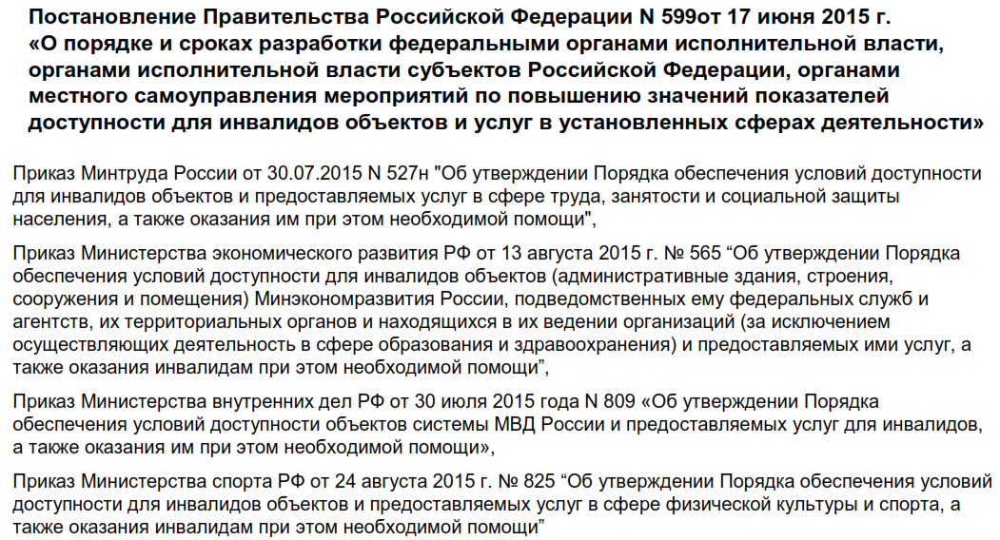 Постановление Правительства Российской Федерации N 599от 17 июня 2015 г.
«О порядке и сроках разработки федеральными органами исполнительной власти,
органами исполнительной власти субъектов Российской Федерации, органами
местного самоуправления мероприятий по повышению значений показателей
доступности для инвалидов объектов и услуг в установленных сферах деятельности»
Приказ Минтруда России от 30.07.2015 N 527н "Об утверждении Порядка обеспечения условий доступности
для инвалидов объектов и предоставляемых услуг в сфере труда, занятости и социальной защиты
населения, а также оказания им при этом необходимой помощи",
Приказ Министерства экономического развития РФ от 13 августа 2015 г. № 565 “Об утверждении Порядка
обеспечения условий доступности для инвалидов объектов (административные здания, строения,
сооружения и помещения) Минэкономразвития России, подведомственных ему федеральных служб и
агентств, их территориальных органов и находящихся в их ведении организаций (за исключением
осуществляющих деятельность в сфере образования и здравоохранения) и предоставляемых ими услуг, а
также оказания инвалидам при этом необходимой помощи”,
Приказ Министерства внутренних дел РФ от 30 июля 2015 года N 809 «Об утверждении Порядка
обеспечения условий доступности объектов системы МВД России и предоставляемых услуг для инвалидов,
а также оказания им при этом необходимой помощи»,
Приказ Министерства спорта РФ от 24 августа 2015 г. № 825 “Об утверждении Порядка обеспечения условий
доступности для инвалидов объектов и предоставляемых услуг в сфере физической культуры и спорта, а
также оказания инвалидам при этом необходимой помощи”